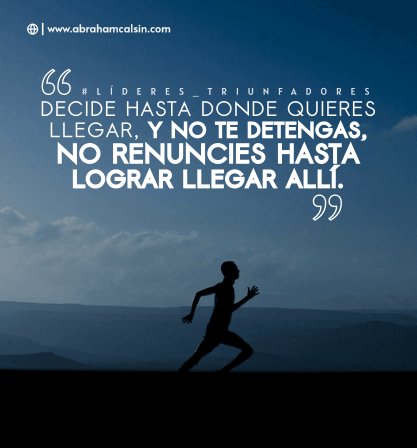 www.abrahamcalsin.com
“
#LÍDERES_TRIUNFADORES
DECIDE HASTA DONDE QUIERES
LLEGAR, Y NO TE DETENGAS,
NO RENUNCIES HASTA
LOGRAR LLEGAR ALLÍ.
”